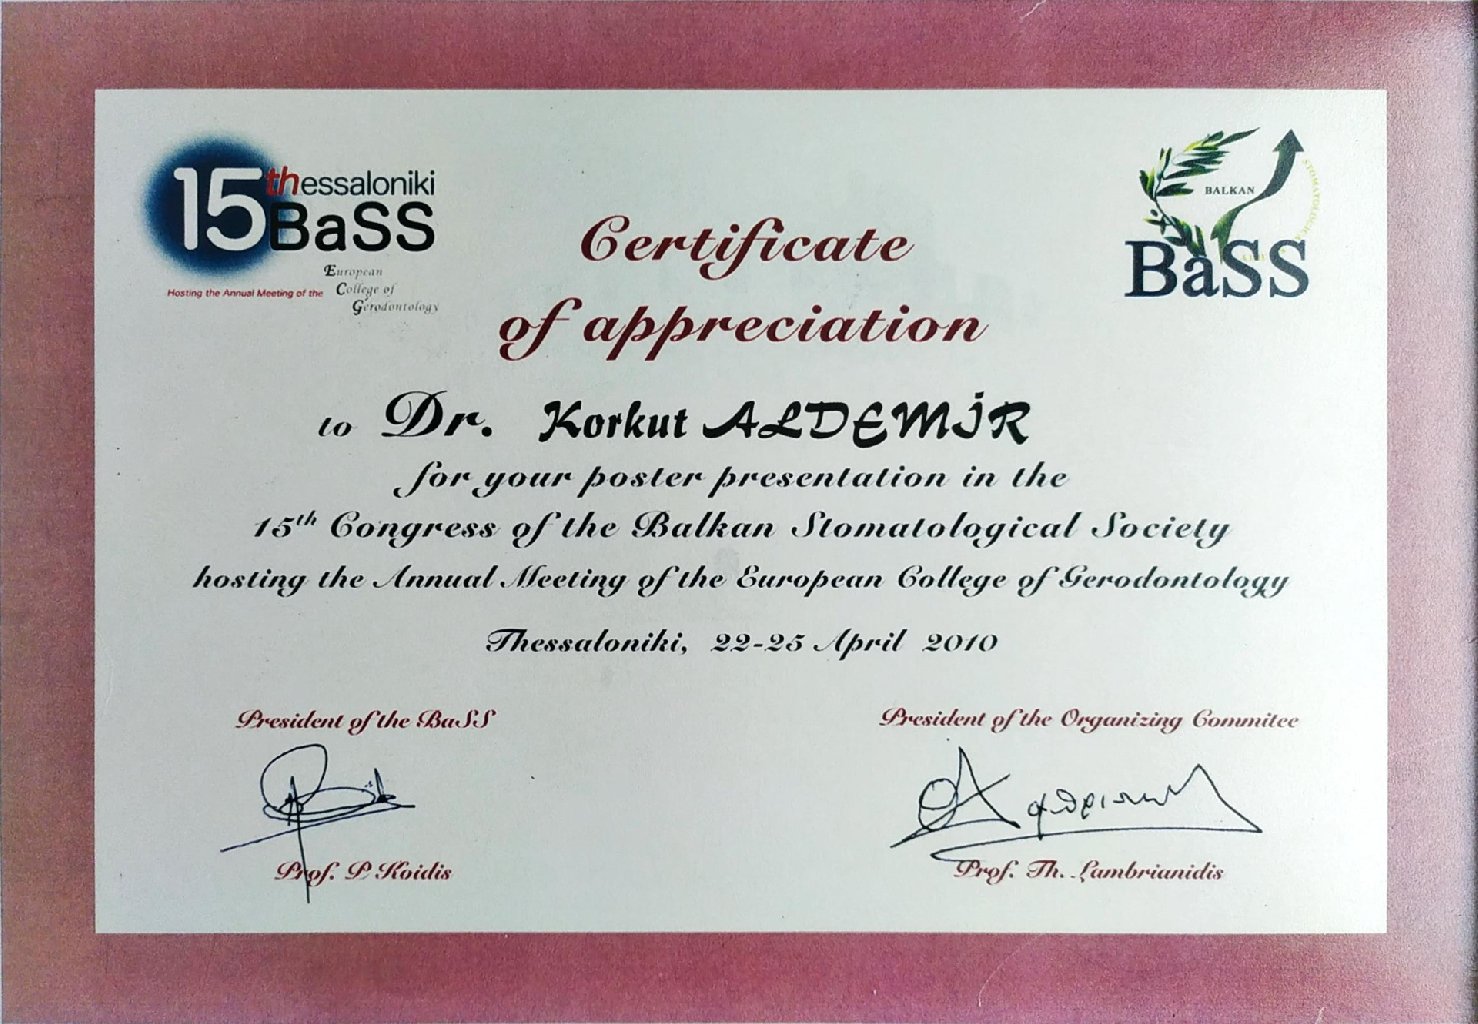 15thessaloniki
BaSS
European
Hosting the Annual Meeting of the College of
Gerodontology
BALKAN
STOMATOLOGICAL
BaSS
Certificate
of appreciation
to Dr. Korkut ALDEMİR
for your poster presentation in the
15th Congress of the Balkan Stomatological Society
hosting the Annual Meeting of the European College of Gerodontology
Thessaloniki, 22-25 April 2010
President of the BaSS
President of the Organizing Commitee
Prof. P Koidis
Prof. Th. Lambrianidis